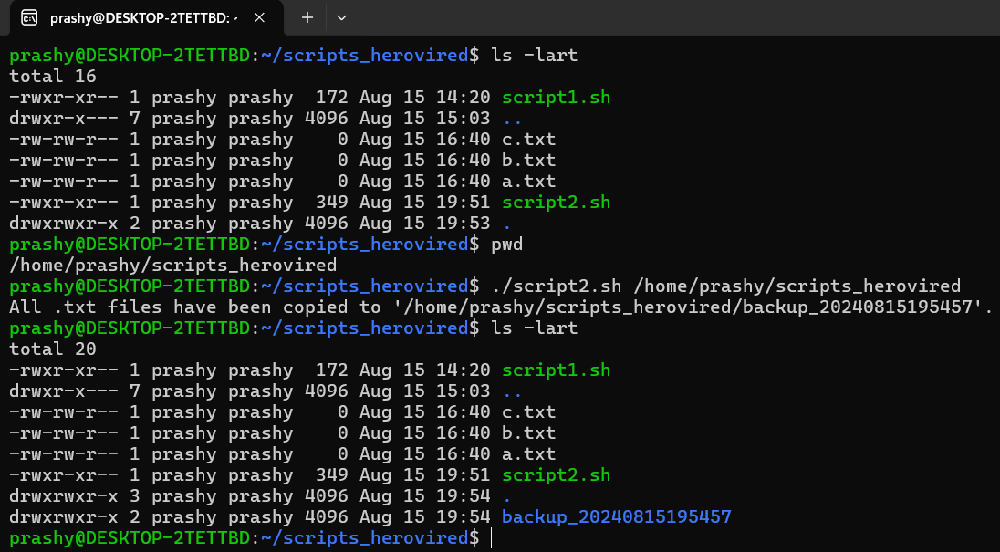 prashy@DESKTOP-2TETTBD: ~
prashy@DESKTOP-2TETTBD:~/scripts_herovired$ ls -lart
total 16
-rwxr-xr-- 1 prashy prashy  172 Aug 15 14:20 script1.sh
drwxr-x--- 7 prashy prashy 4096 Aug 15 15:03 ..
-rw-rw-r-- 1 prashy prashy    0 Aug 15 16:40 c.txt
-rw-rw-r-- 1 prashy prashy    0 Aug 15 16:40 b.txt
-rw-rw-r-- 1 prashy prashy    0 Aug 15 16:40 a.txt
-rwxr-xr-- 1 prashy prashy  349 Aug 15 19:51 script2.sh
drwxrwxr-x 2 prashy prashy 4096 Aug 15 19:53 .
prashy@DESKTOP-2TETTBD:~/scripts_herovired$ pwd
/home/prashy/scripts_herovired
prashy@DESKTOP-2TETTBD:~/scripts_herovired$ ./script2.sh /home/prashy/scripts_herovired
All .txt files have been copied to '/home/prashy/scripts_herovired/backup_20240815195457'.
prashy@DESKTOP-2TETTBD:~/scripts_herovired$ ls -lart
total 20
-rwxr-xr-- 1 prashy prashy  172 Aug 15 14:20 script1.sh
drwxr-x--- 7 prashy prashy 4096 Aug 15 15:03 ..
-rw-rw-r-- 1 prashy prashy    0 Aug 15 16:40 c.txt
-rw-rw-r-- 1 prashy prashy    0 Aug 15 16:40 b.txt
-rw-rw-r-- 1 prashy prashy    0 Aug 15 16:40 a.txt
-rwxr-xr-- 1 prashy prashy  349 Aug 15 19:51 script2.sh
drwxrwxr-x 3 prashy prashy 4096 Aug 15 19:54 .
drwxrwxr-x 2 prashy prashy 4096 Aug 15 19:54 backup_20240815195457
prashy@DESKTOP-2TETTBD:~/scripts_herovired$